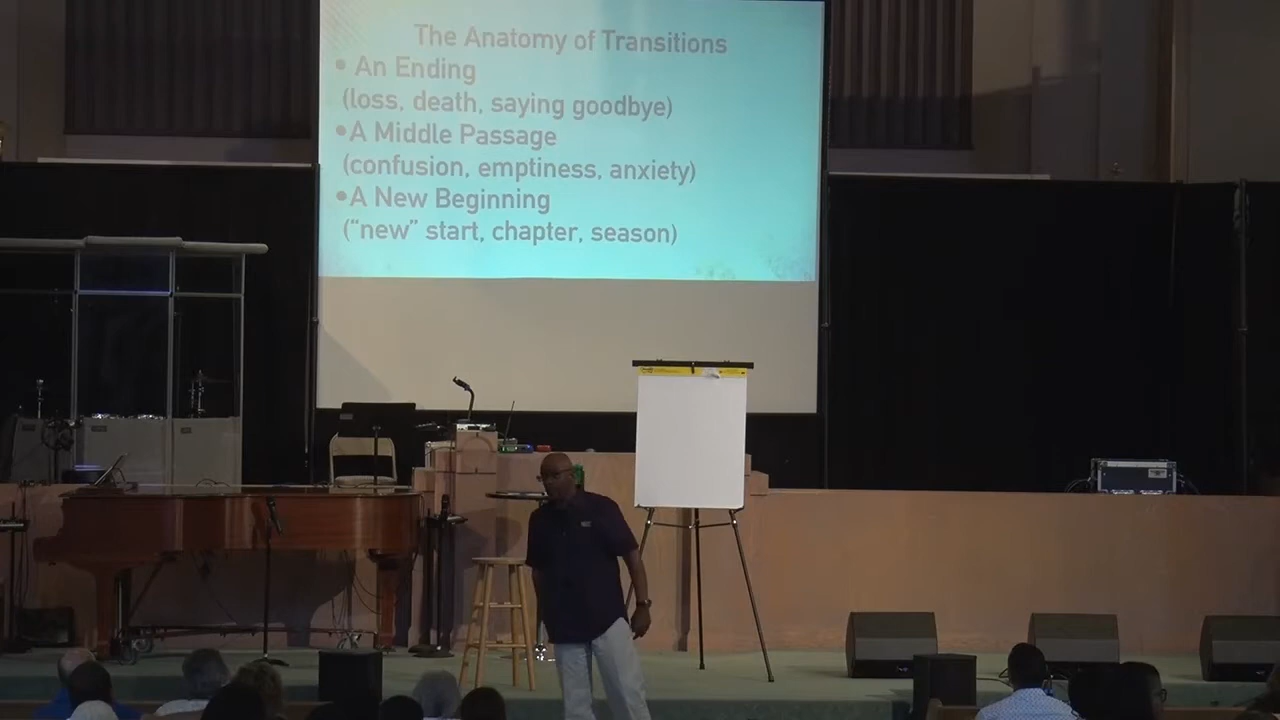 The Anatomy of Transitions
• An Ending
(loss, death, saying goodbye)
• A Middle Passage
(confusion, emptiness, anxiety)
• A New Beginning
(“new” start, chapter, season)